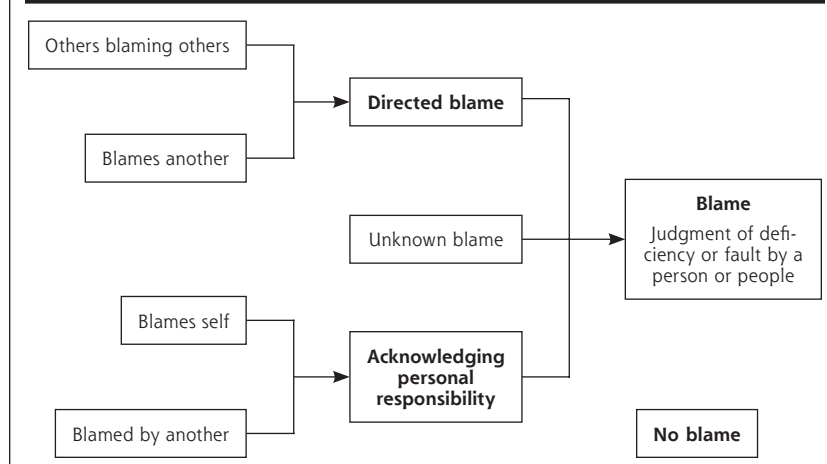 Others blaming others
Directed blame
Blames another
Blame
Judgment of defi-
ciency or fault by a
person or people
Unknown blame
Blames self
Acknowledging
personal
responsibility
Blamed by another
No blame